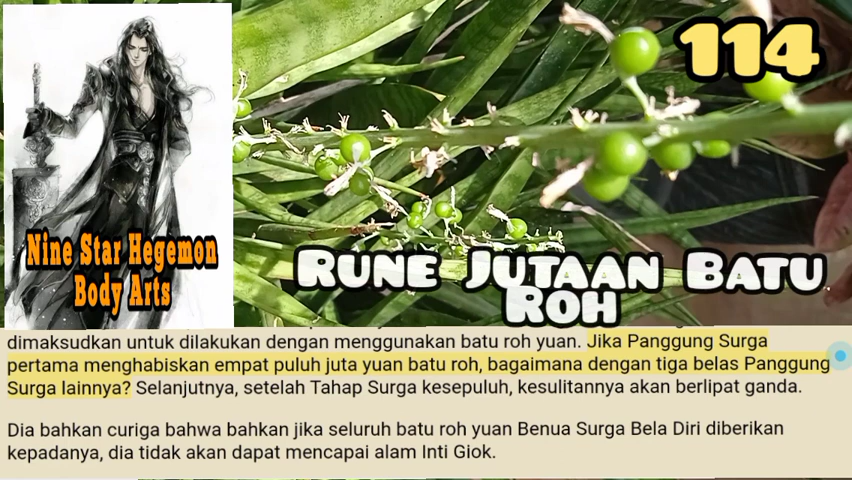 114
Nine Star Hegemon
Body Arts
Rune Jutaan Batu
Roh
dimaksudkan untuk dilakukan dengan menggunakan batu roh yuan. Jika Panggung Surga
pertama menghabiskan empat puluh juta yuan batu roh, bagaimana dengan tiga belas Panggung
Surga lainnya? Selanjutnya, setelah Tahap Surga kesepuluh, kesulitannya akan berlipat ganda.
Dia bahkan curiga bahwa bahkan jika seluruh batu roh yuan Benua Surga Bela Diri diberikan
kepadanya, dia tidak akan dapat mencapai alam Inti Giok.